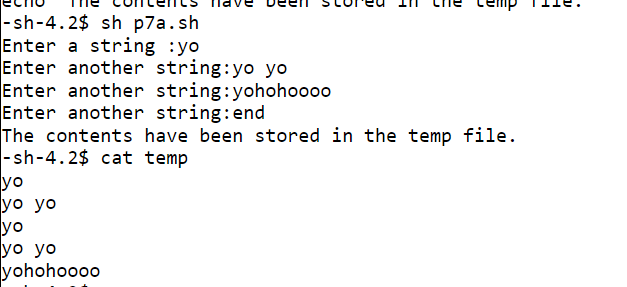 echo "The contents have been stored in the temp file.
-sh-4.2$ sh p7a.sh
Enter a string :yo
Enter another string:yo yo
Enter another string:yohohoooo
Enter another string:end
The contents have been stored in the temp file.
-sh-4.2$ cat temp
yo
yo yo
yo
yo yo
yohohoooo